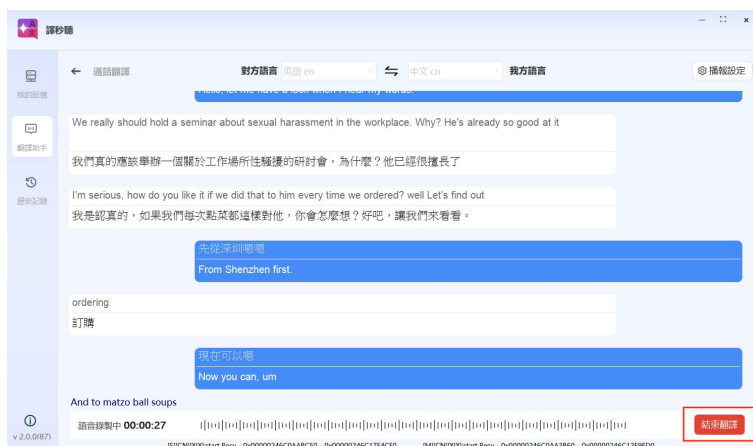 譯秒聽
我的設備
翻譯助手
歷史記錄
v 2.0.0(87)
← 通話翻譯
對方語言 英語 en
中文 cn 我方語言
播報設定
Hello, let me have a look when I hear my words.
We really should hold a seminar about sexual harassment in the workplace. Why? He's already so good at it
我們真的應該舉辦一個關於工作場所性騷擾的研討會。為什麼？他已經很擅長了
I'm serious, how do you like it if we did that to him every time we ordered? well Let's find out
我是認真的，如果我們每次點菜都這樣對他，你會怎麼想？好吧，讓我們來看看。
先從深圳嗯嗯
From Shenzhen first.
ordering
訂購
現在可以嗯
Now you can, um
And to matzo ball soups
語音錄製中 00:00:27
結束翻譯